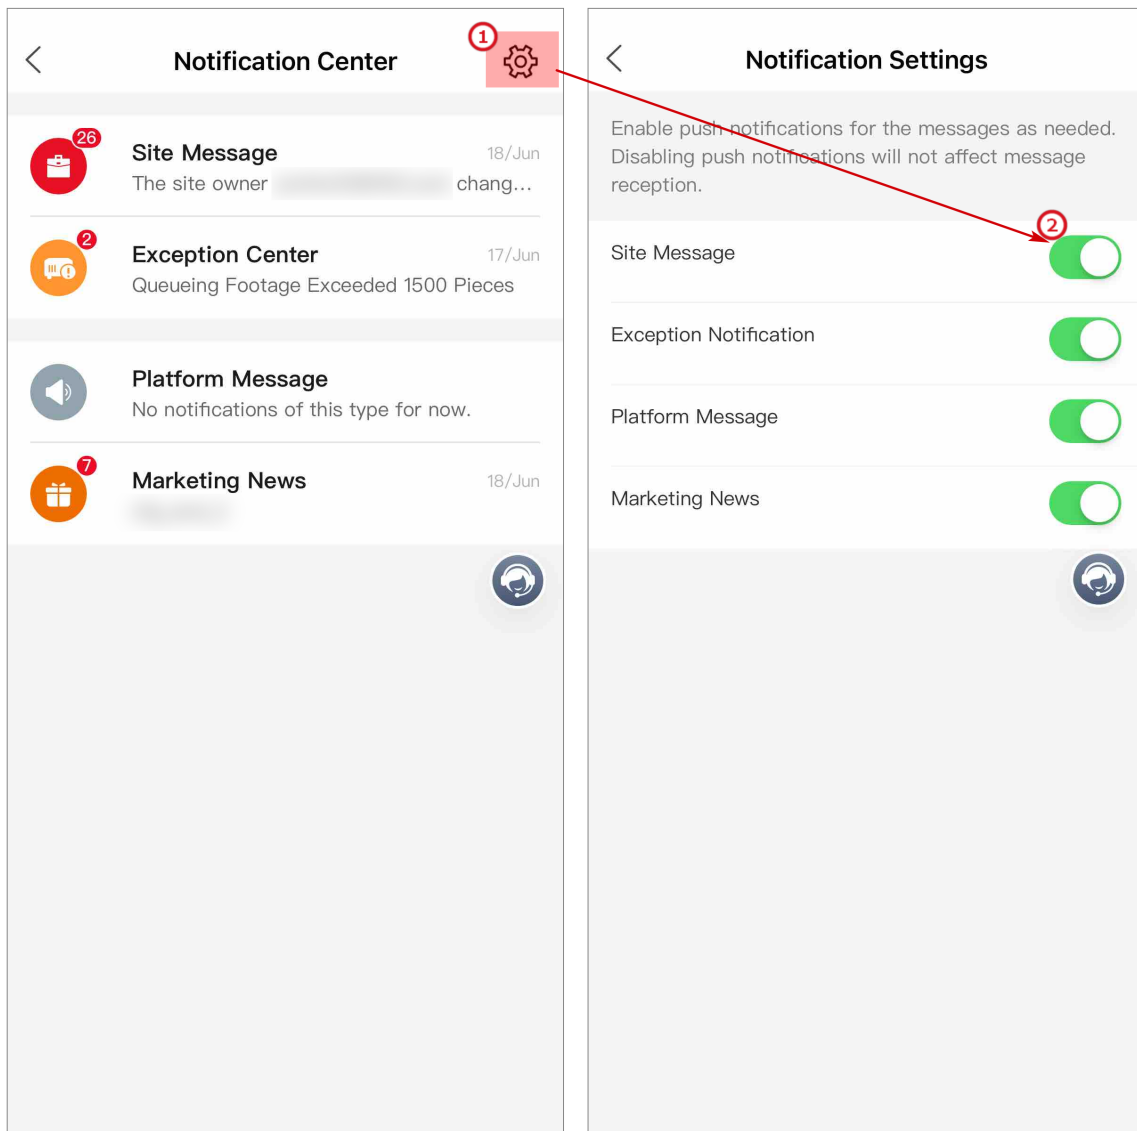 Notification Center
1
26
Site Message
18/Jun
The site owner chang...
2
Exception Center
17/Jun
Queueing Footage Exceeded 1500 Pieces
Platform Message
No notifications of this type for now.
7
Marketing News
18/Jun
Notification Settings
Enable push notifications for the messages as needed.
Disabling push notifications will not affect message
reception.
2
Site Message
Exception Notification
Platform Message
Marketing News